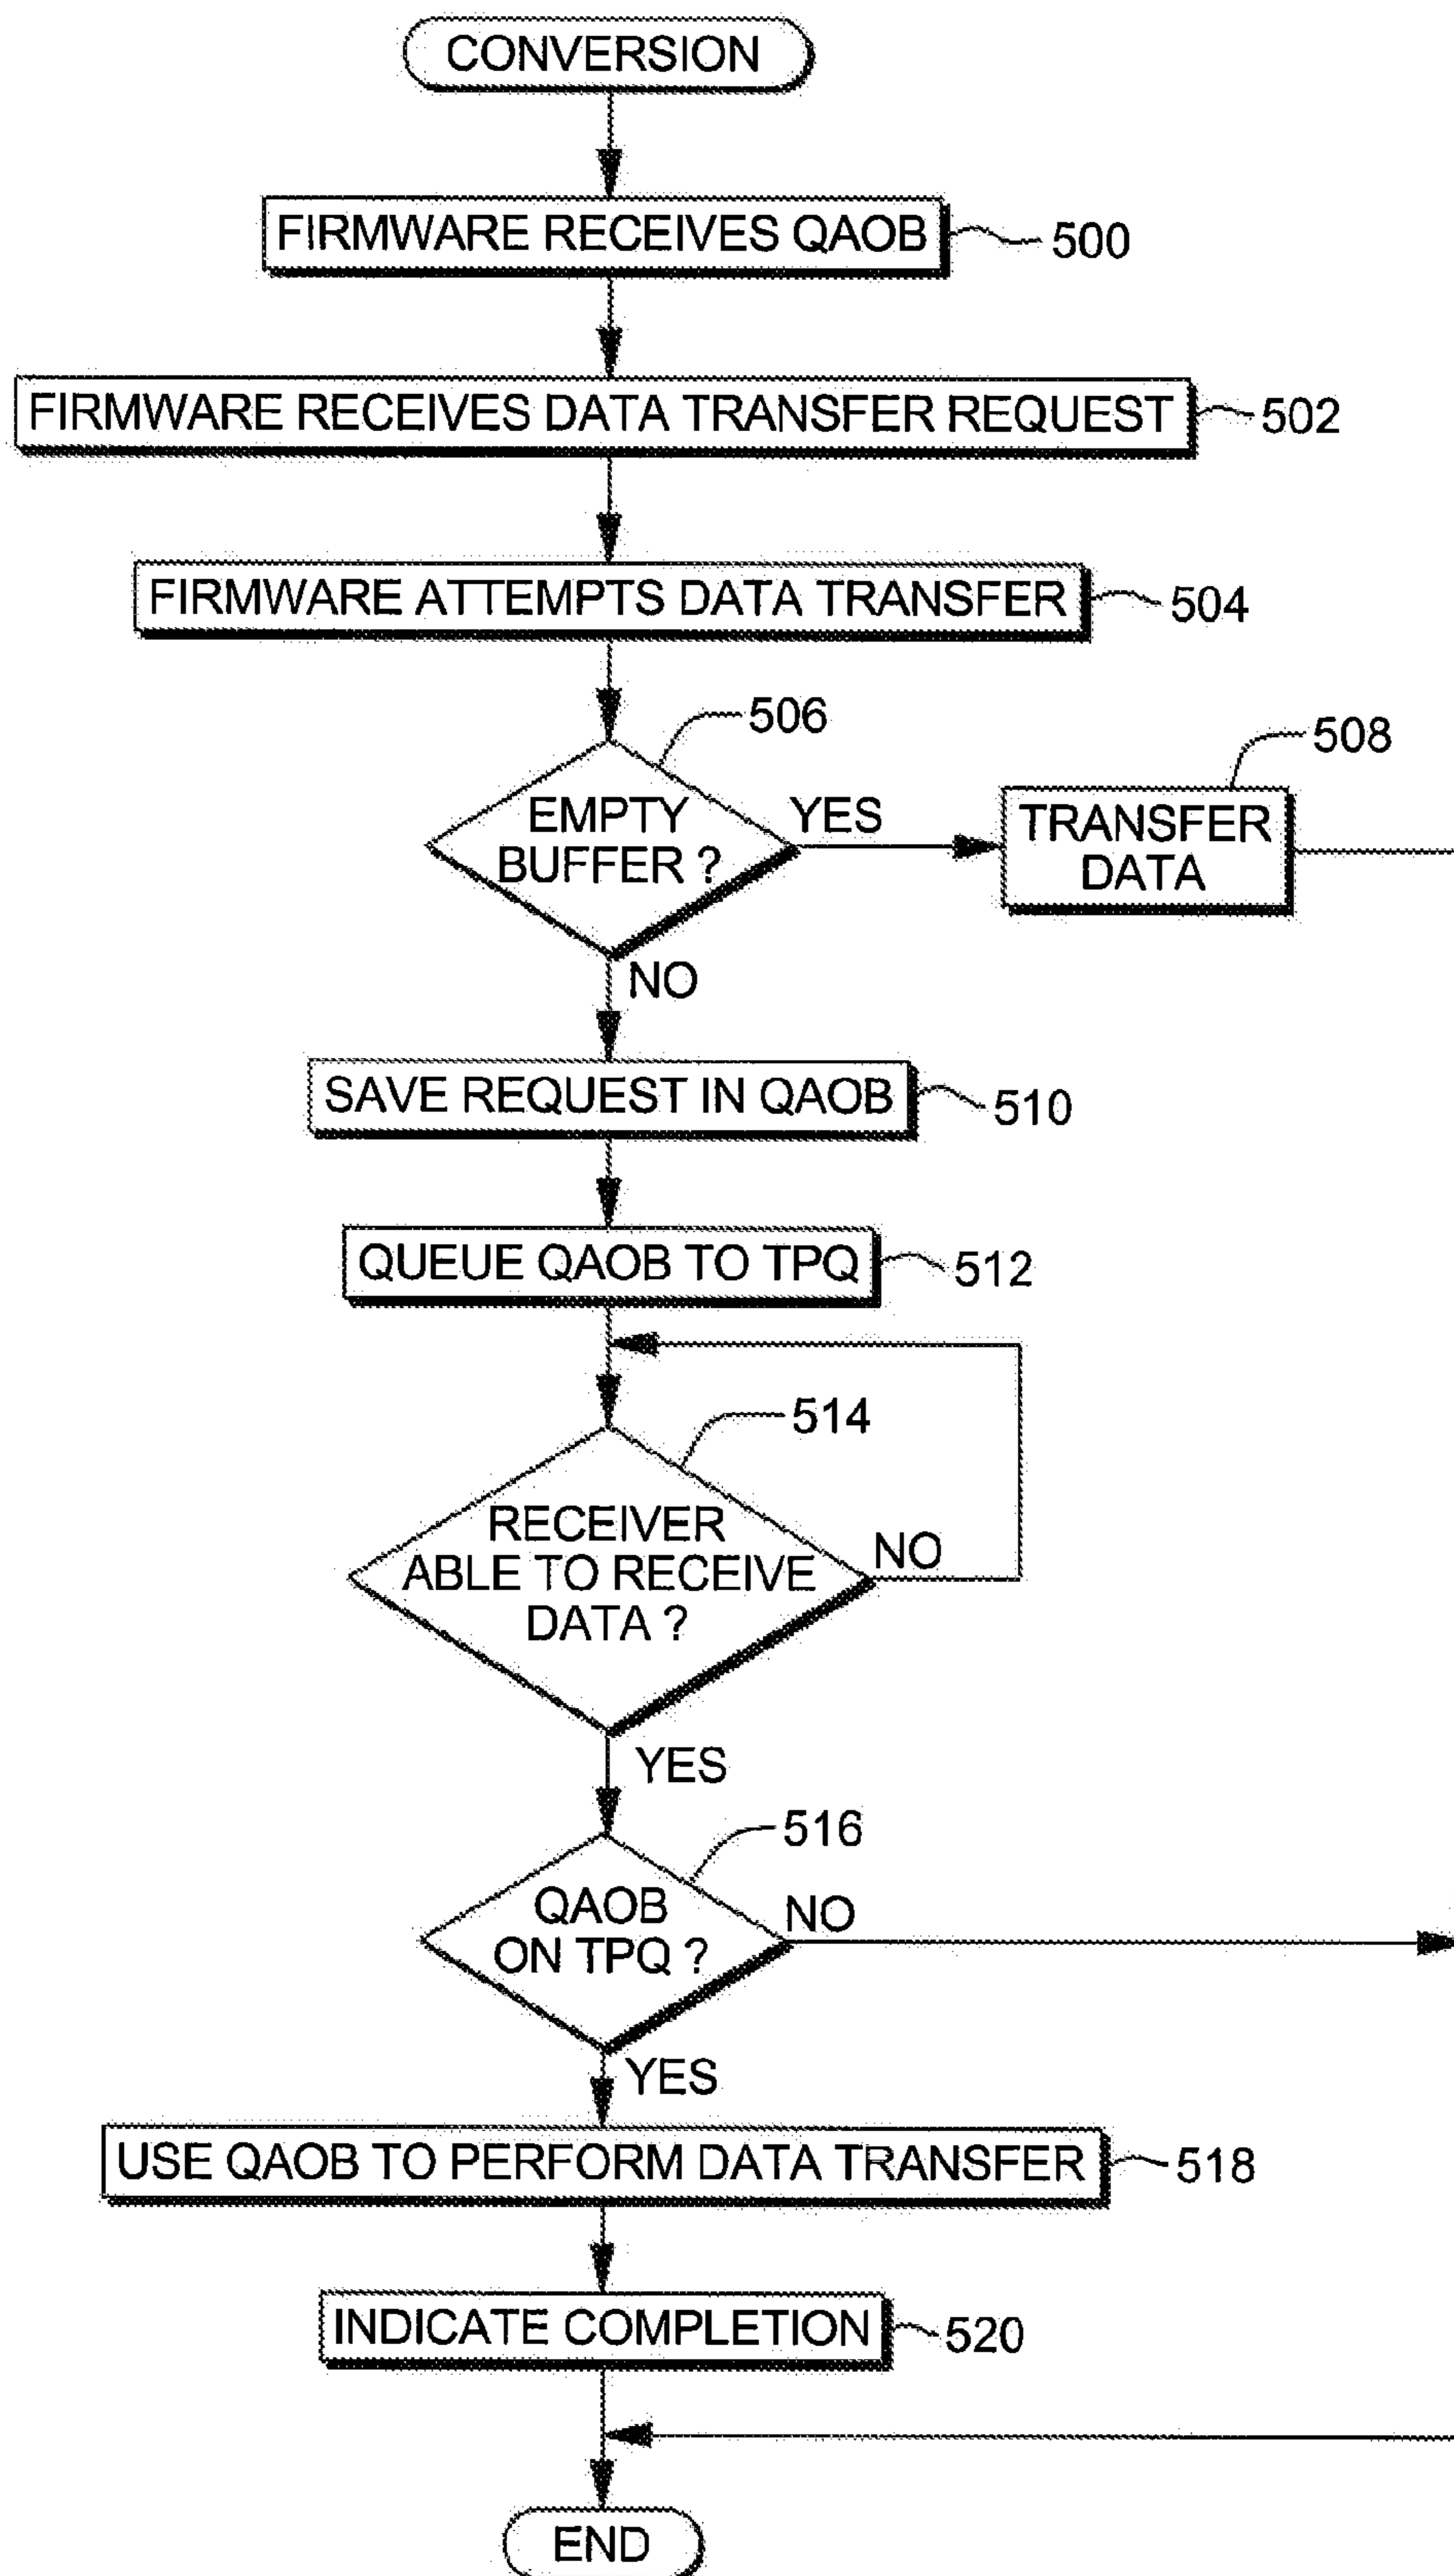 CONVERSION
FIRMWARE RECEIVES QAOB
500
FIRMWARE RECEIVES DATA TRANSFER REQUEST
502
FIRMWARE ATTEMPTS DATA TRANSFER
504
506
EMPTY
BUFFER ?
YES
508
TRANSFER
DATA
NO
SAVE REQUEST IN QAOB
510
QUEUE QAOB TO TPQ
512
514
RECEIVER
ABLE TO RECEIVE
DATA ?
NO
YES
516
QAOB
ON TPQ ?
NO
YES
USE QAOB TO PERFORM DATA TRANSFER
518
INDICATE COMPLETION
520
END